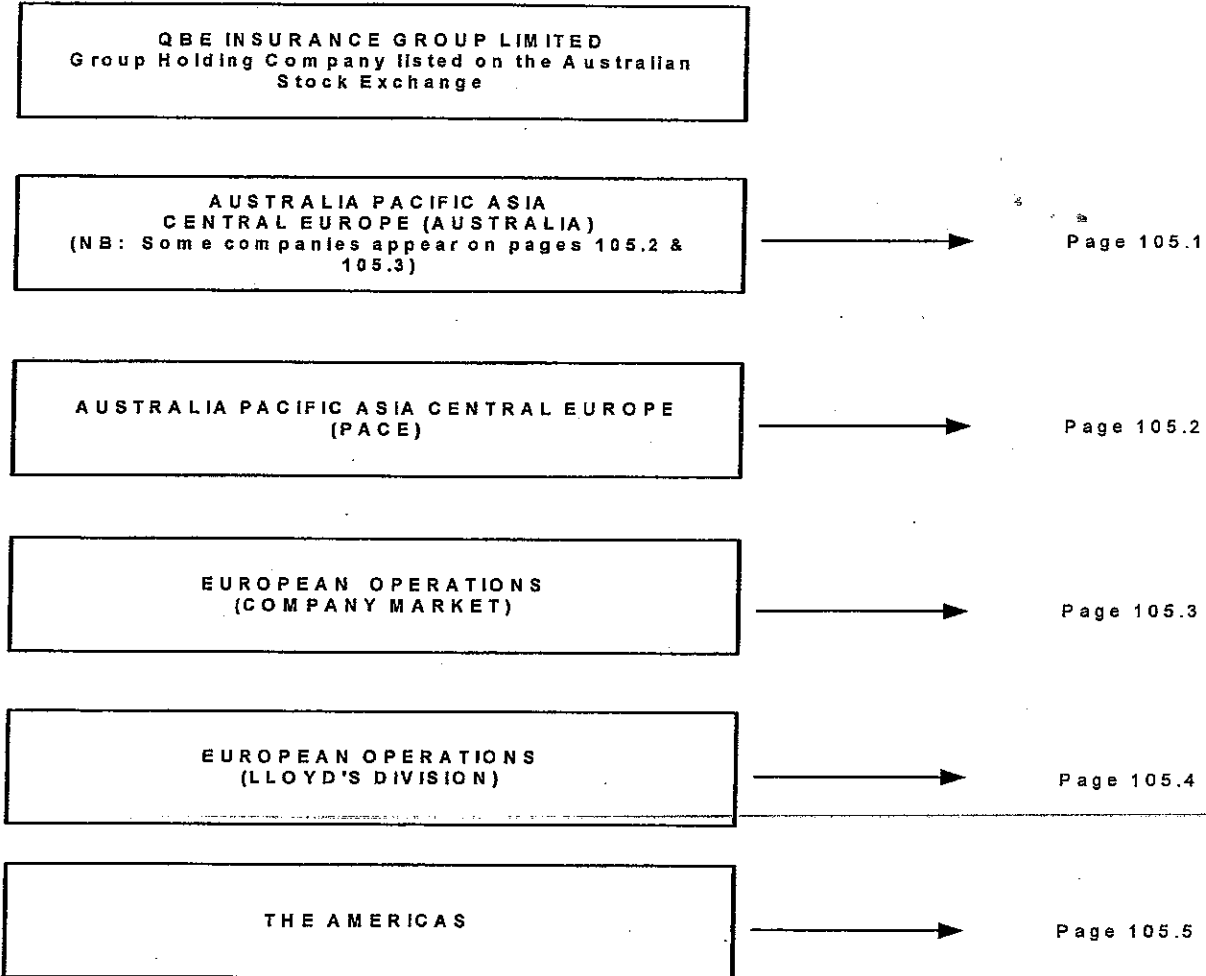 QBE INSURANCE GROUP LIMITED
Group Holding Company listed on the Australian
Stock Exchange
AUSTRALIA PACIFIC ASIA
CENTRAL EUROPE (AUSTRALIA)
(NB: Some companies appear on pages 105.2 &
105.3)
Page 105.1
AUSTRALIA PACIFIC ASIA CENTRAL EUROPE
(PACE)
Page 105.2
EUROPEAN OPERATIONS
(COMPANY MARKET)
Page 105.3
EUROPEAN OPERATIONS
(LLOYD'S DIVISION)
Page 105.4
THE AMERICAS
Page 105.5